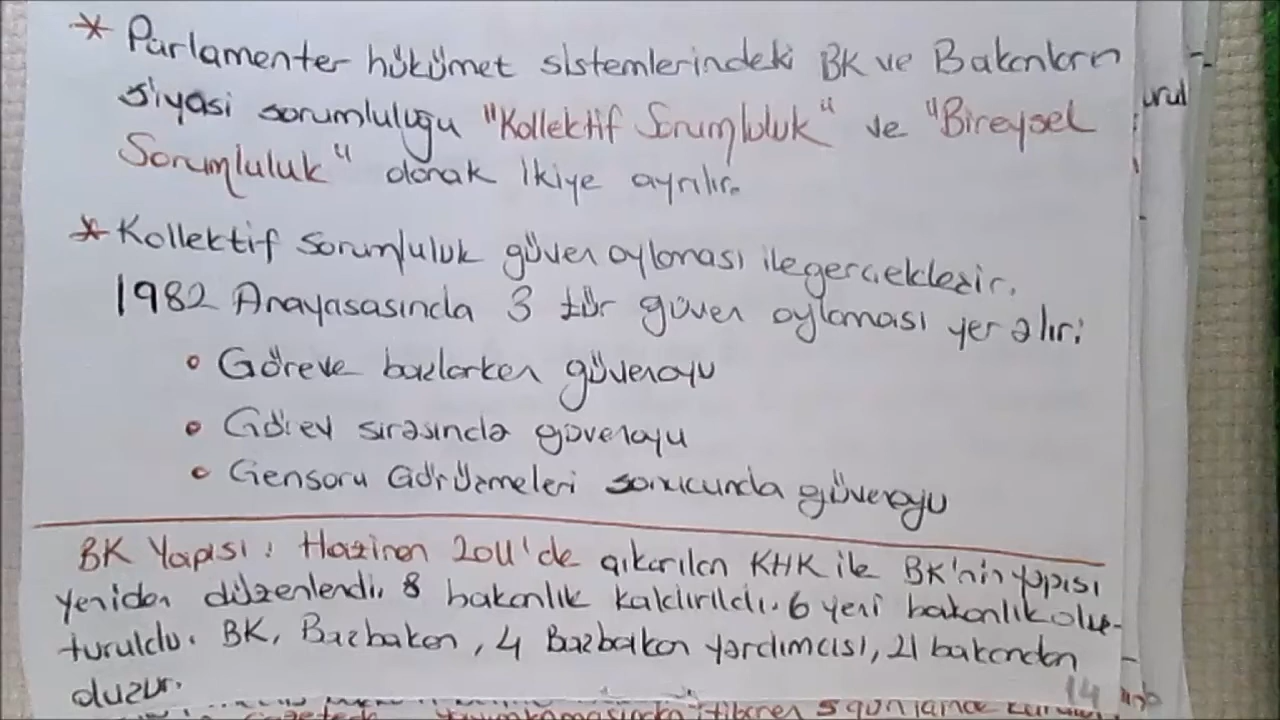 * Parlamenter hükümet sistemlerindeki BK ve Bakanların
siyasi sorumluluğu "Kollektif Sorumluluk" ve "Bireysel
Sorumluluk" olarak ikiye ayrılır.
* Kollektif Sorumluluk güven oylaması ile gerçekleşir.
1982 Anayasasında 3 tür güven oylaması yer alır:
• Göreve başlarken güvenoyu
• Görev sırasında güvenoyu
• Gensoru Görüşmeleri sonucunda güvenoyu
BK Yapısı: Haziran 2011'de çıkarılan KHK ile BK'nin yapısı
yeniden düzenlendi. 8 bakanlık kaldırıldı. 6 yeni bakanlık oluş-
turuldu. BK, Başbakan, 4 Başbakan yardımcısı, 21 bakandan
oluşur.
14
urul